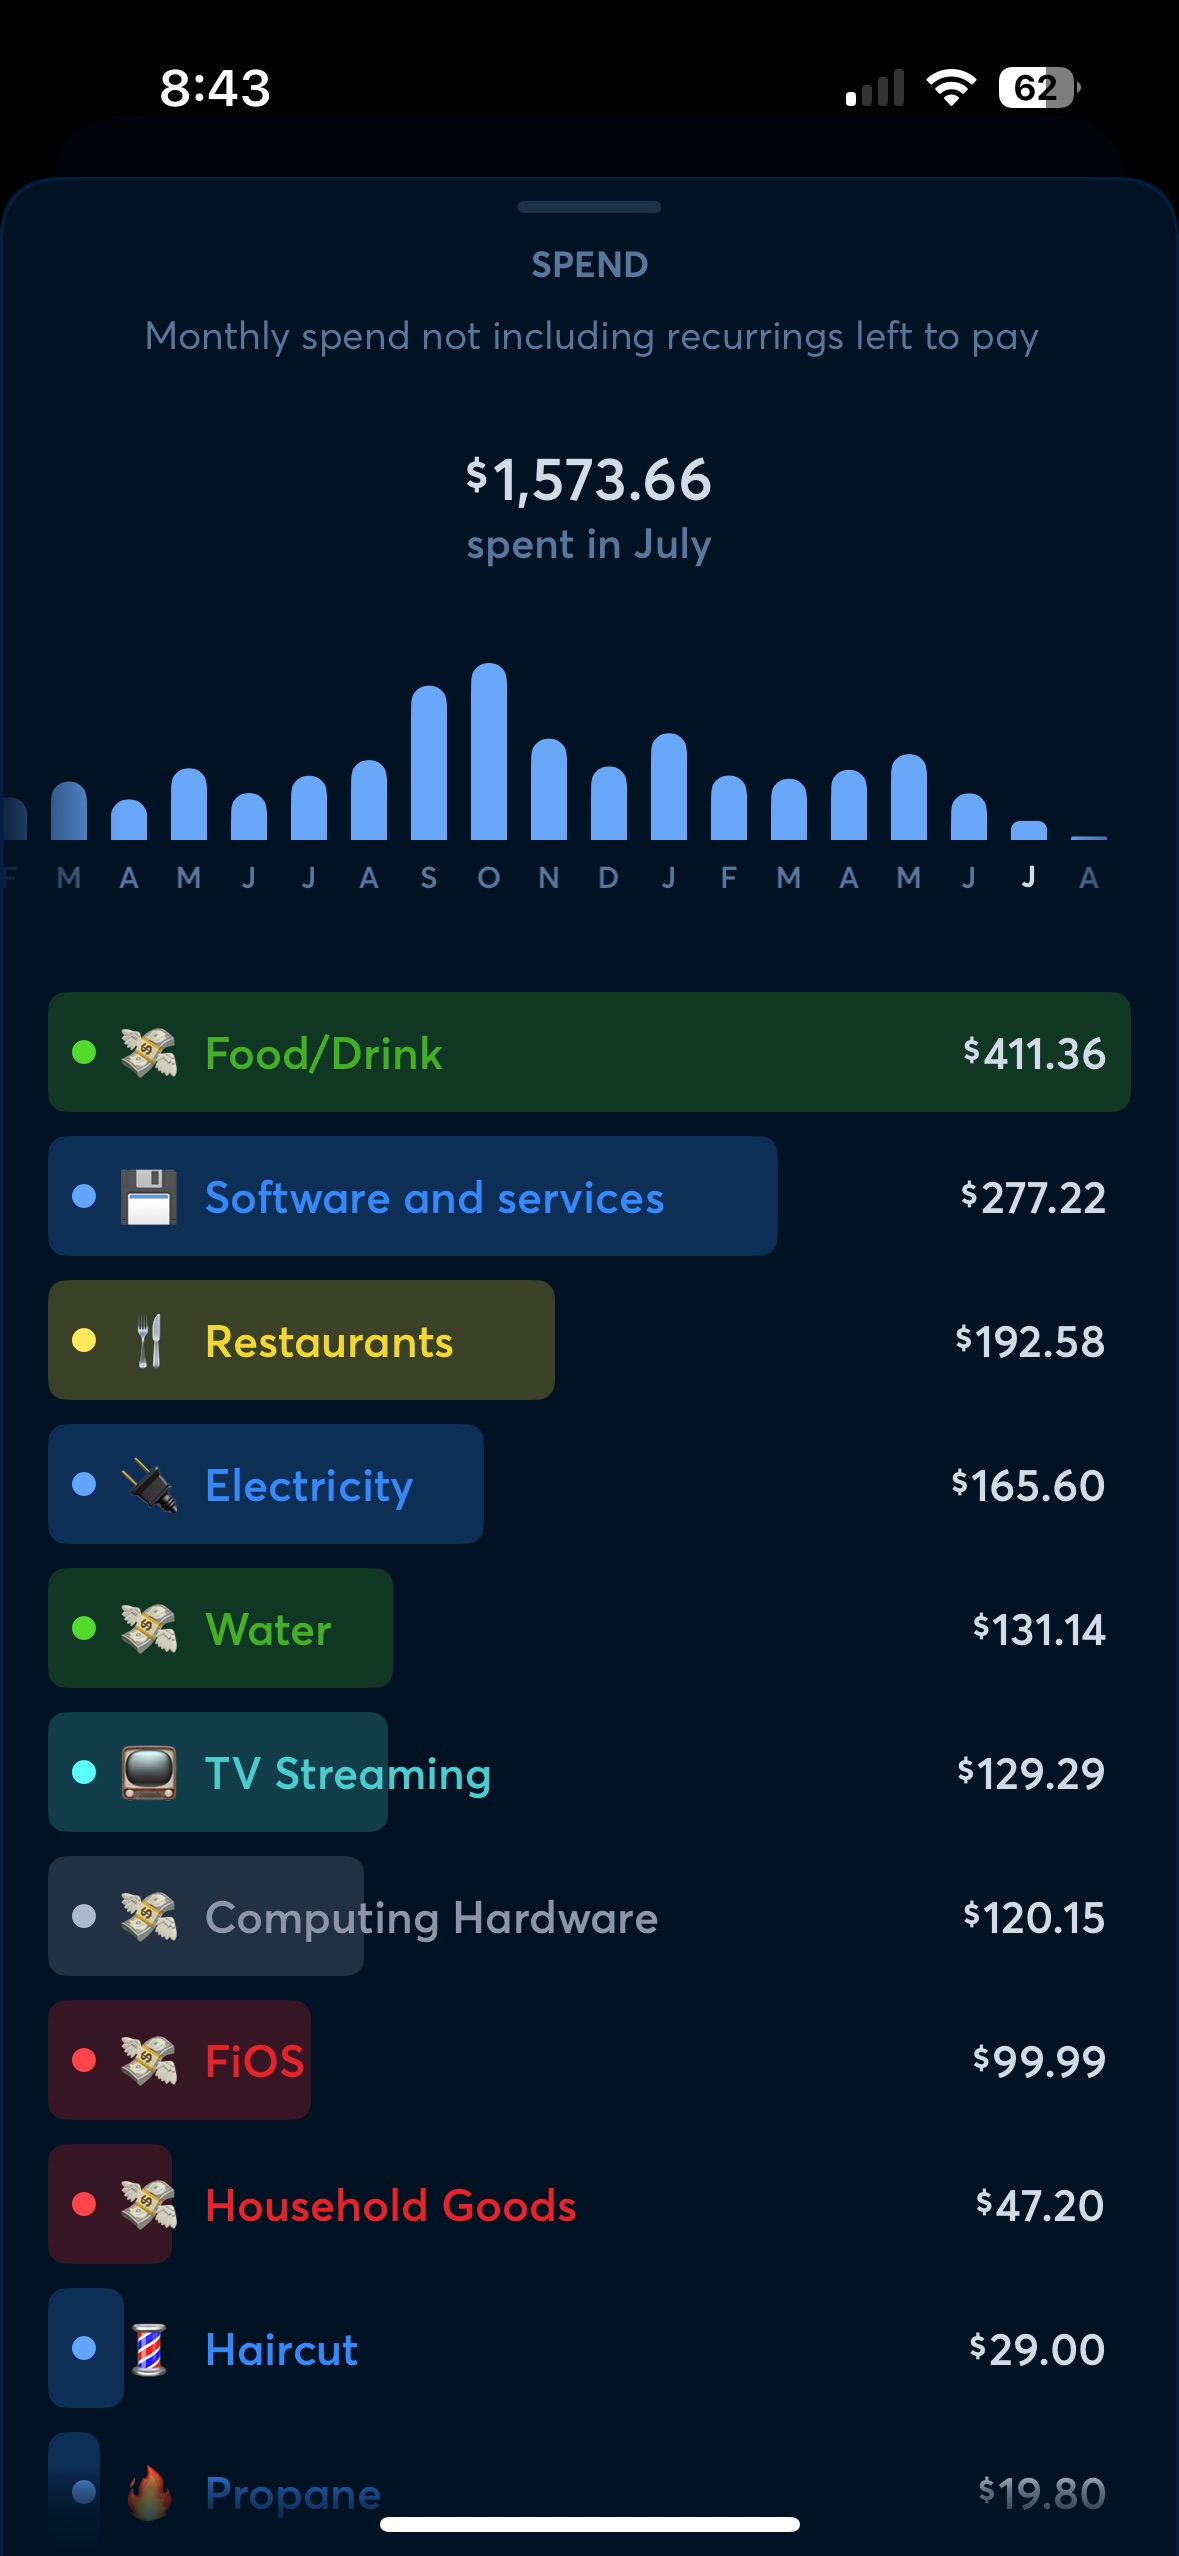 8:43
62
SPEND
Monthly spend not including recurrings left to pay
$1,573.66
spent in July
F M A M J J A S O N D J F M A M J J A
Food/Drink $411.36
Software and services $277.22
Restaurants $192.58
Electricity $165.60
Water $131.14
TV Streaming $129.29
Computing Hardware $120.15
FiOS $99.99
Household Goods $47.20
Haircut $29.00
Propane $19.80